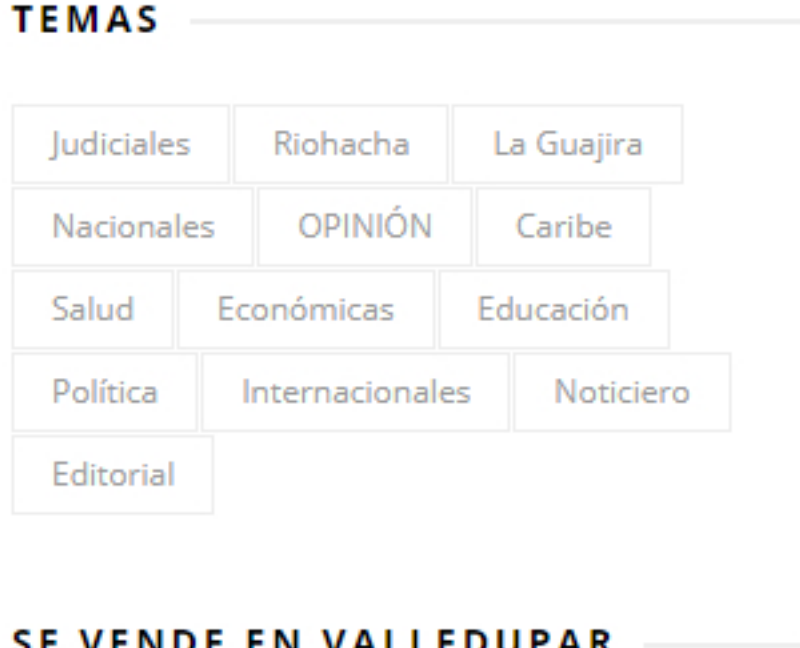 TEMAS
Judiciales Riohacha La Guajira
Nacionales OPINIÓN Caribe
Salud Económicas Educación
Política Internacionales Noticiero
Editorial
SE VENDE EN VALLEDUPAR